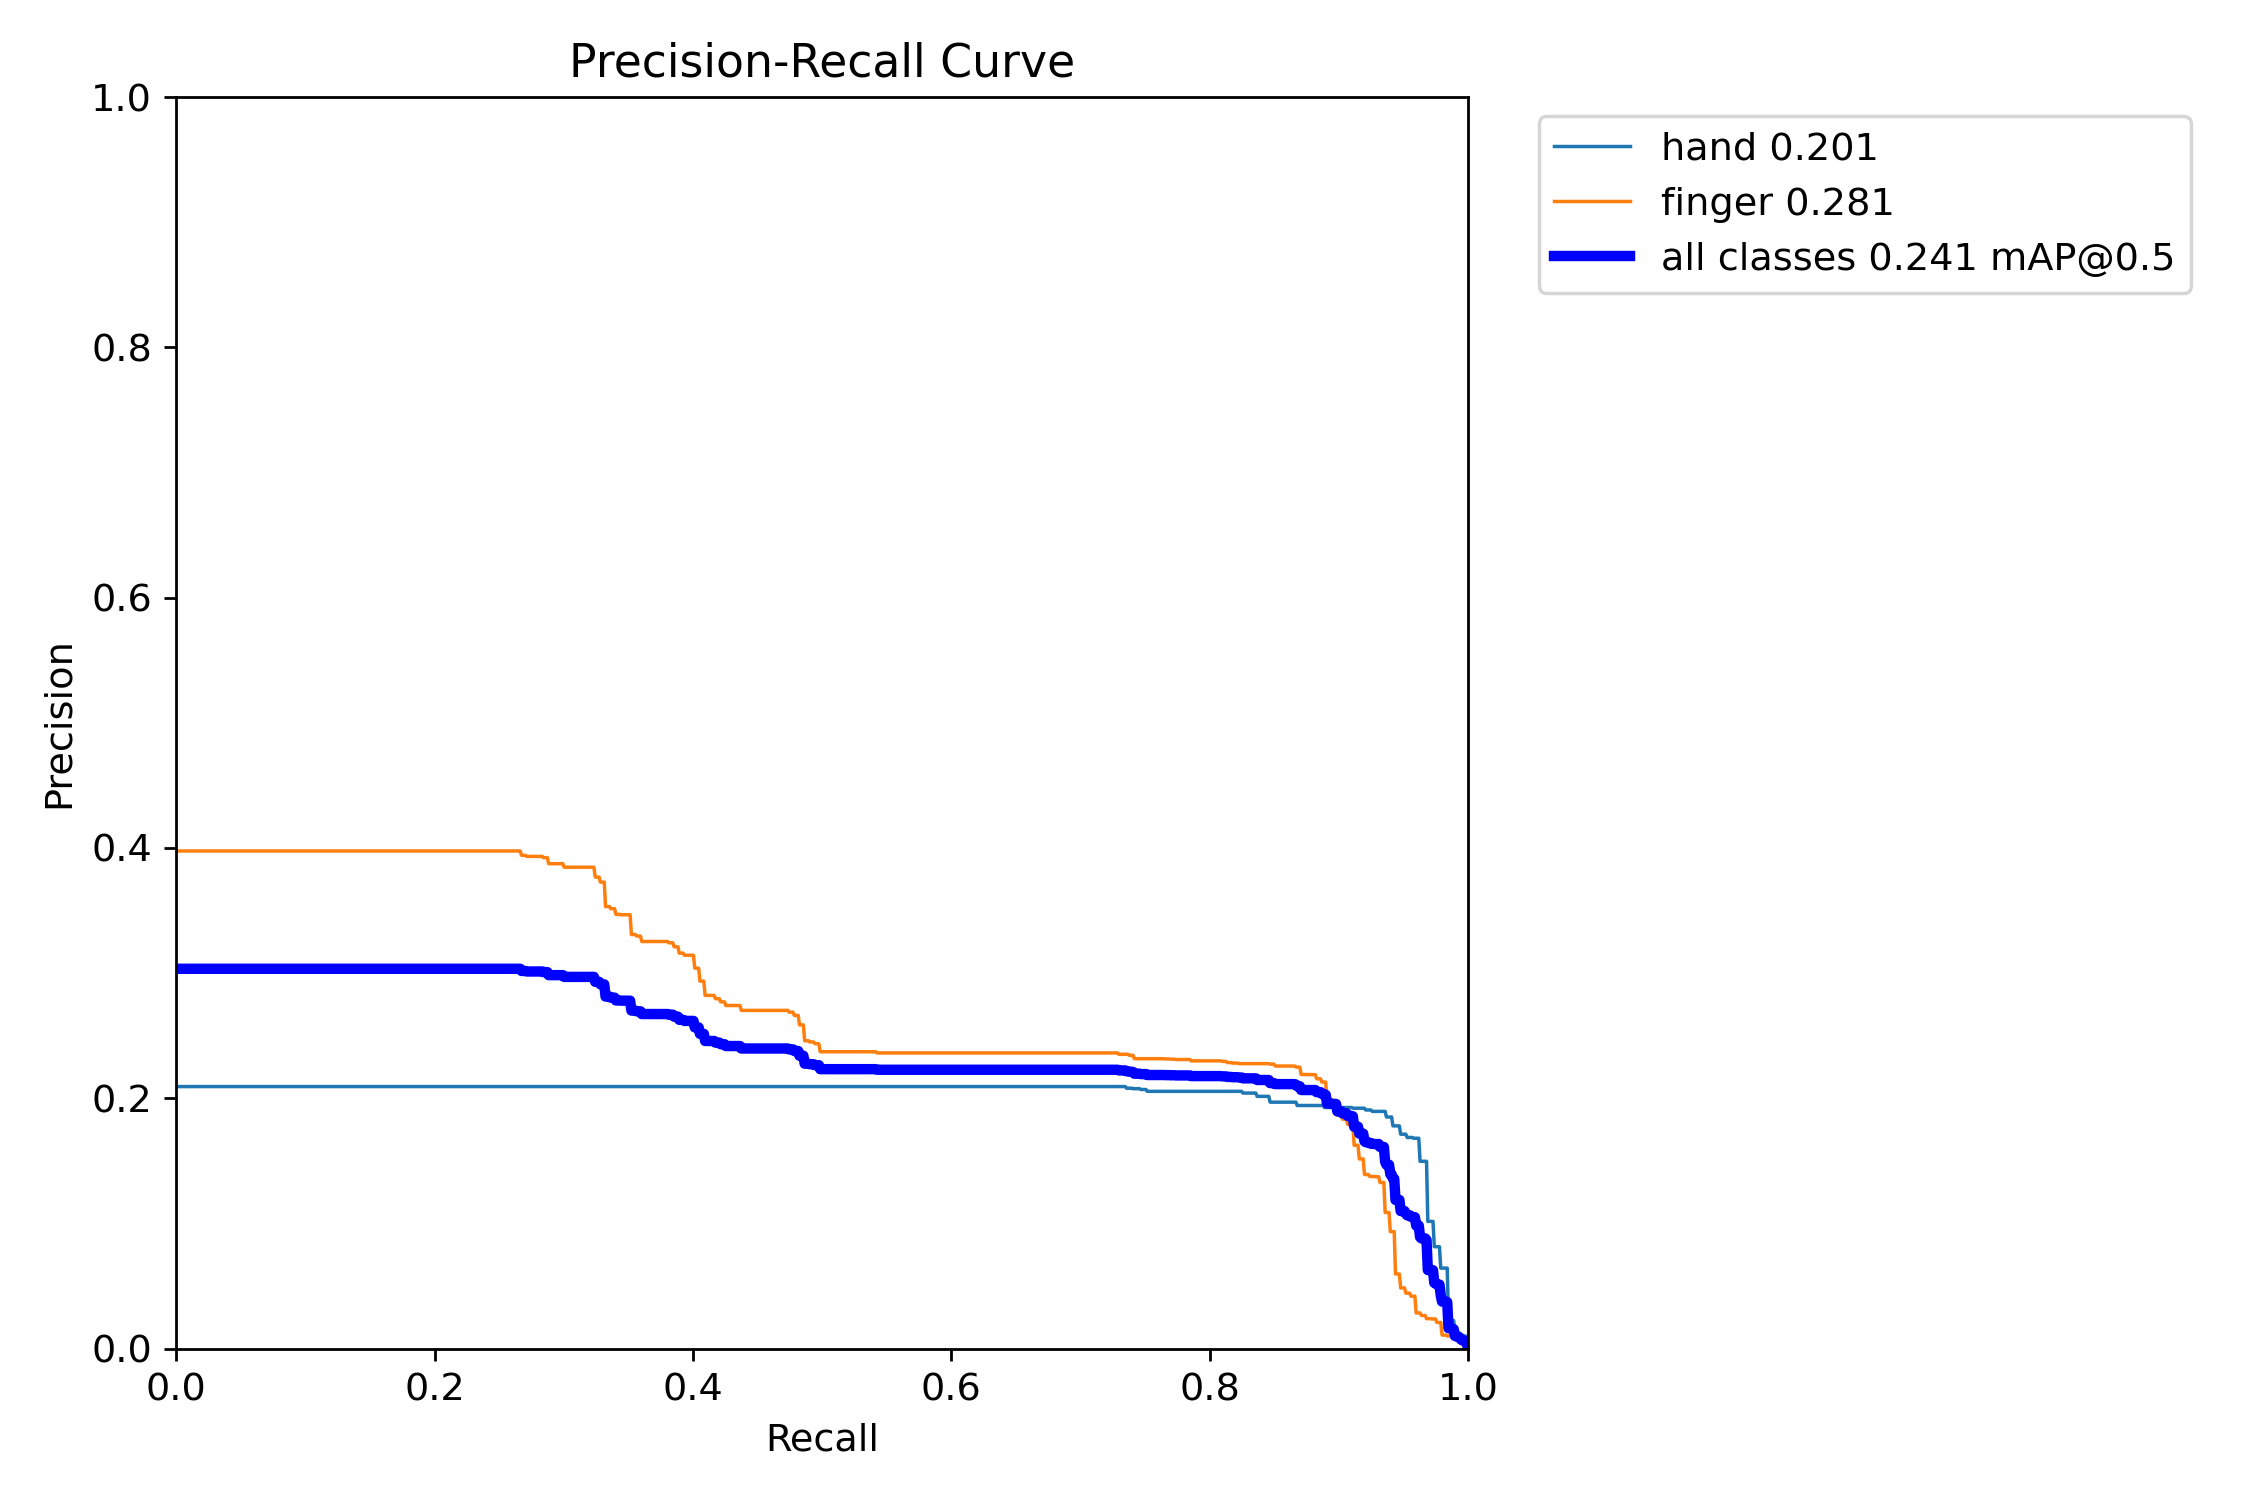 Precision-Recall Curve
1.0
0.8
0.6
0.4
0.2
0.0
Precision
0.0 0.2 0.4 0.6 0.8 1.0
Recall
hand 0.201
finger 0.281
all classes 0.241 mAP@0.5